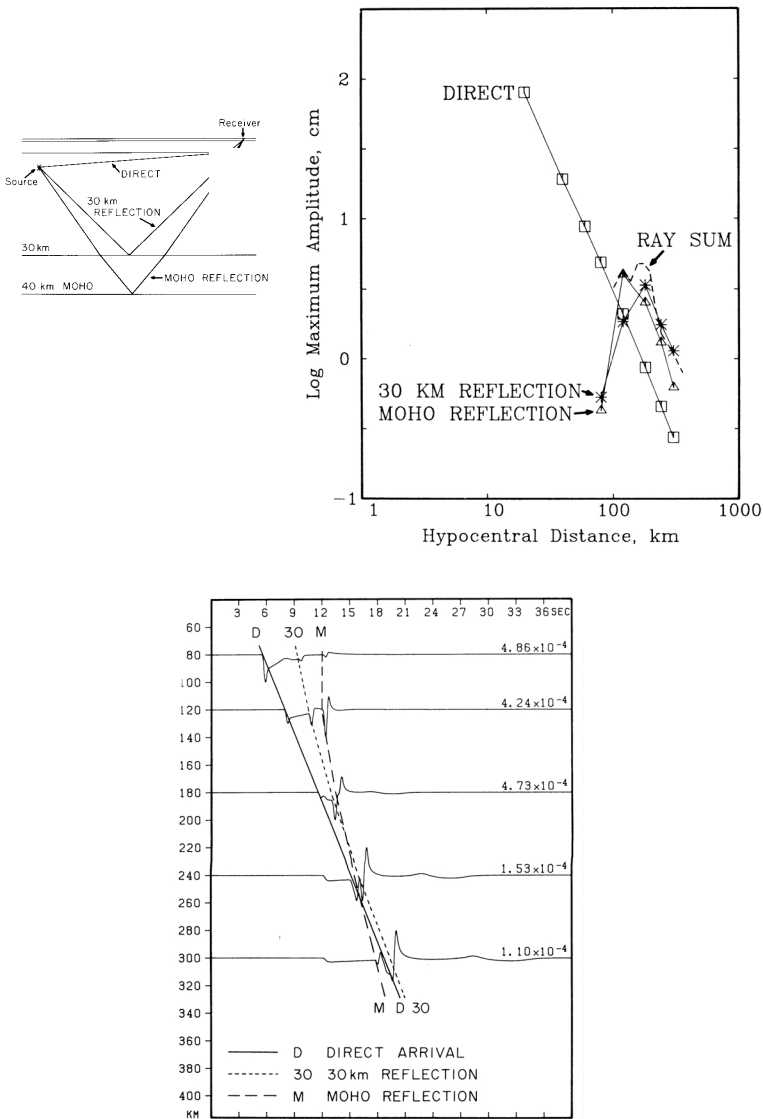 Receiver
Source
DIRECT
30 km
REFLECTION
30km
MOHO REFLECTION
40 km MOHO
Log Maximum Amplitude, cm
2
1
0
−1
DIRECT
RAY SUM
30 KM REFLECTION
MOHO REFLECTION
1 10 100 1000
Hypocentral Distance, km
3 6 9 12 15 18 21 24 27 30 33 36SEC
D 30 M
60
80
4.86×10⁻⁴
100
120
4.24×10⁻⁴
140
160
180
4.73×10⁻⁴
200
220
240
1.53×10⁻⁴
260
280
300
1.10×10⁻⁴
320
M D 30
340
360
380
400
KM
D DIRECT ARRIVAL
30 30km REFLECTION
M MOHO REFLECTION